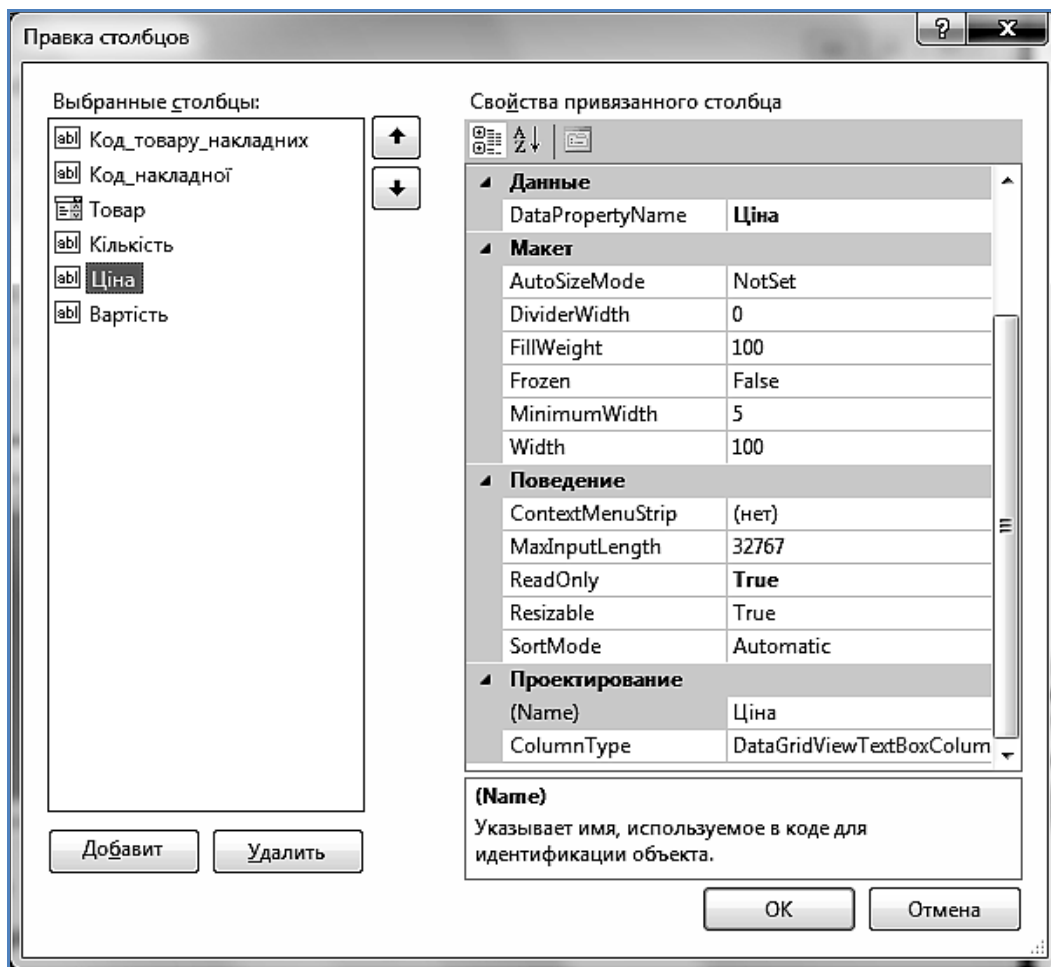 Правка столбцов
Выбранные столбцы:
Код_товару_накладних
Код_накладної
Товар
Кількість
Ціна
Вартість
Добавит
Удалить
Свойства привязанного столбца
Данные
DataPropertyName Ціна
Макет
AutoSizeMode NotSet
DividerWidth 0
FillWeight 100
Frozen False
MinimumWidth 5
Width 100
Поведение
ContextMenuStrip (нет)
MaxInputLength 32767
ReadOnly True
Resizable True
SortMode Automatic
Проектирование
(Name) Ціна
ColumnType DataGridViewTextBoxColum
(Name)
Указывает имя, используемое в коде для
идентификации объекта.
OK
Отмена